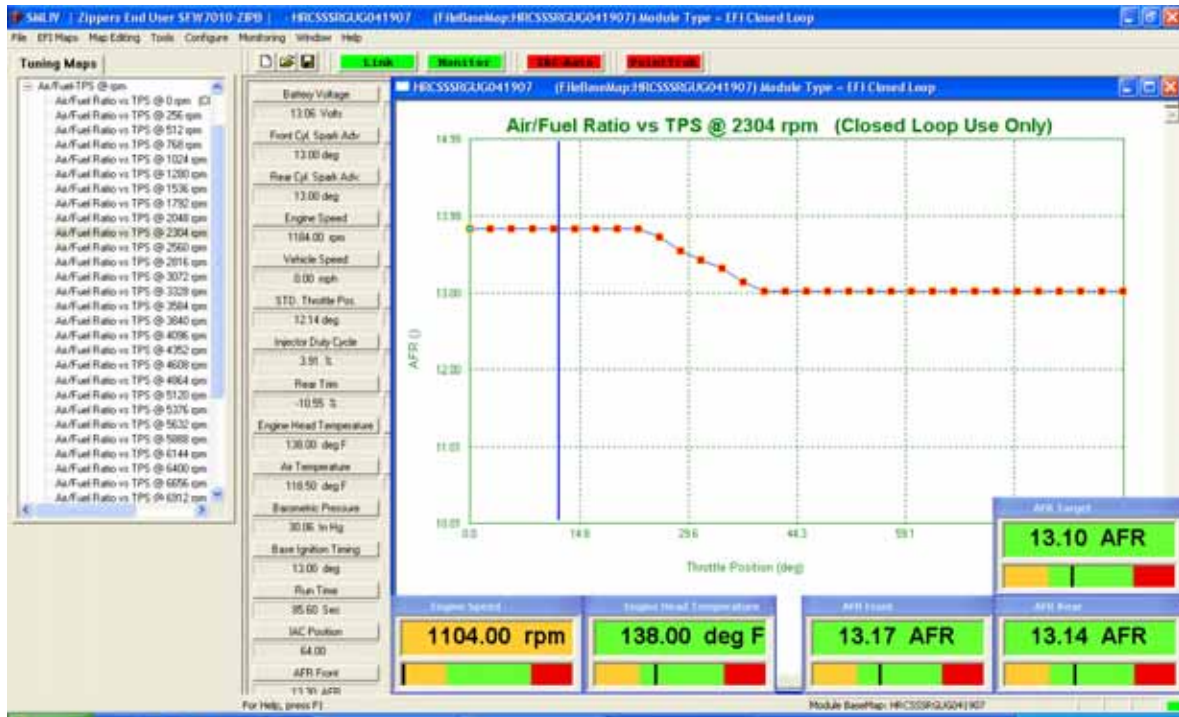 SMLIV | Zippers End User SEW7010-ZIPB | - HRCSSSRGUG041907 (FileBaseMap:HRCSSSRGUG041907) Module Type - EFI Closed Loop
File EFI Maps Map Editing Tools Configure Monitoring Window Help
Tuning Maps
Link
Monitor
Air/Fuel-TPS @ rpm
Air/Fuel Ratio vs TPS @ 0 rpm (Cl
Air/Fuel Ratio vs TPS @ 256 rpm
Air/Fuel Ratio vs TPS @ 512 rpm
Air/Fuel Ratio vs TPS @ 768 rpm
Air/Fuel Ratio vs TPS @ 1024 rpm
Air/Fuel Ratio vs TPS @ 1280 rpm
Air/Fuel Ratio vs TPS @ 1536 rpm
Air/Fuel Ratio vs TPS @ 1792 rpm
Air/Fuel Ratio vs TPS @ 2048 rpm
Air/Fuel Ratio vs TPS @ 2304 rpm
Air/Fuel Ratio vs TPS @ 2560 rpm
Air/Fuel Ratio vs TPS @ 2816 rpm
Air/Fuel Ratio vs TPS @ 3072 rpm
Air/Fuel Ratio vs TPS @ 3328 rpm
Air/Fuel Ratio vs TPS @ 3584 rpm
Air/Fuel Ratio vs TPS @ 3840 rpm
Air/Fuel Ratio vs TPS @ 4096 rpm
Air/Fuel Ratio vs TPS @ 4352 rpm
Air/Fuel Ratio vs TPS @ 4608 rpm
Air/Fuel Ratio vs TPS @ 4864 rpm
Air/Fuel Ratio vs TPS @ 5120 rpm
Air/Fuel Ratio vs TPS @ 5376 rpm
Air/Fuel Ratio vs TPS @ 5632 rpm
Air/Fuel Ratio vs TPS @ 5888 rpm
Air/Fuel Ratio vs TPS @ 6144 rpm
Air/Fuel Ratio vs TPS @ 6400 rpm
Air/Fuel Ratio vs TPS @ 6656 rpm
Air/Fuel Ratio vs TPS @ 6912 rpm
Battery Voltage
13.06 Volts
Front Cyl. Spark Adv.
13.00 deg
Rear Cyl. Spark Adv.
13.00 deg
Engine Speed
1184.00 rpm
Vehicle Speed
0.00 mph
STD. Throttle Pos.
12.14 deg
Injector Duty Cycle
3.91 %
Rear Trim
-10.55 %
Engine Head Temperature
138.00 deg F
Air Temperature
118.50 deg F
Barometric Pressure
30.06 In Hg
Base Ignition Timing
13.00 deg
Run Time
85.60 Sec
IAC Position
64.00
AFR Front
13.30 AFR
HRCSSSRGUG041907 (FileBaseMap:HRCSSSRGUG041907) Module Type - EFI Closed Loop
Air/Fuel Ratio vs TPS @ 2304 rpm (Closed Loop Use Only)
14.99
13.99
13.00
12.00
11.03
AFR ()
0.0 14.8 29.6 44.3 59.1
Throttle Position (deg)
AFR Target
13.10 AFR
Engine Speed
1104.00 rpm
Engine Head Temperature
138.00 deg F
AFR Front
13.17 AFR
AFR Rear
13.14 AFR
For Help, press F1
Module BaseMap: HRCSSSRGUG041907